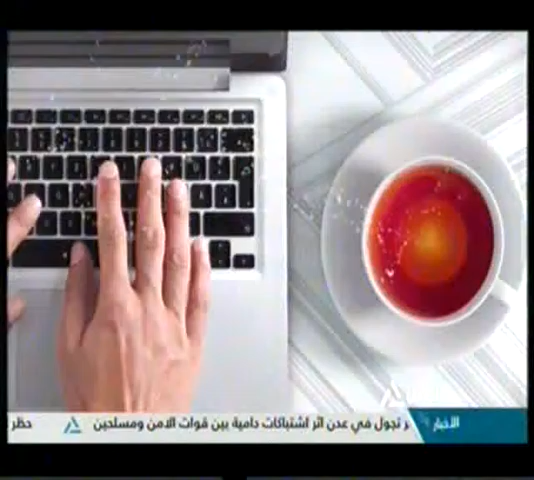 الأخبار
ر تجول في عدن اثر اشتباكات دامية بين قوات الامن ومسلحين حظر